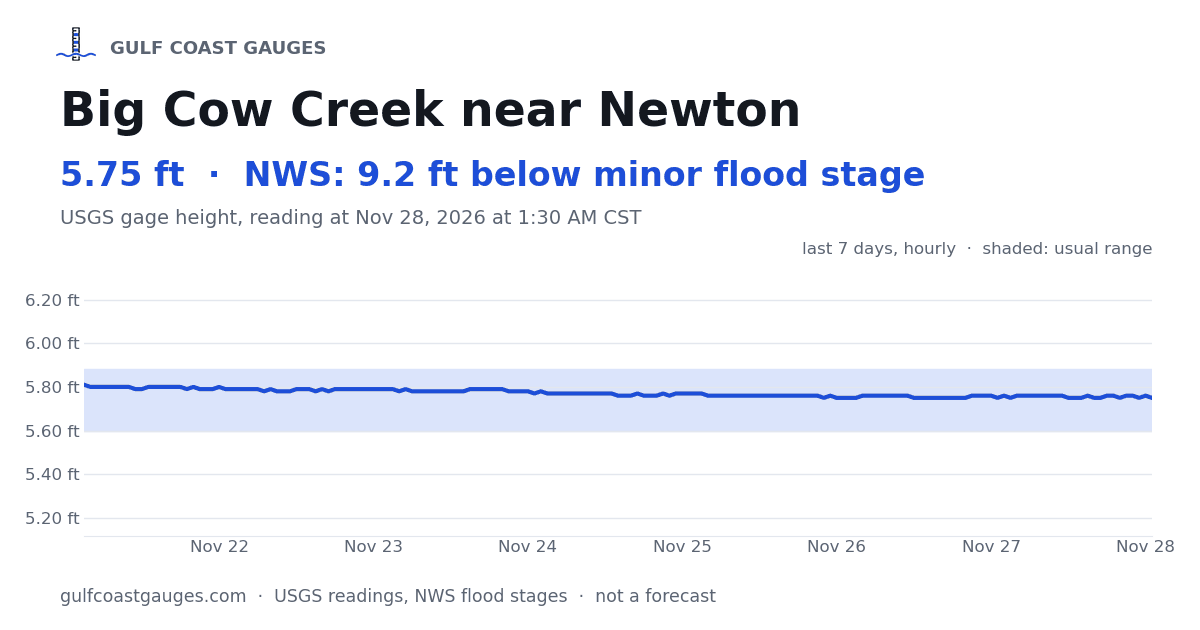 GULF COAST GAUGES
Big Cow Creek near Newton
5.75 ft · NWS: 9.2 ft below minor flood stage
USGS gage height, reading at Nov 28, 2026 at 1:30 AM CST
last 7 days, hourly · shaded: usual range
6.20 ft
6.00 ft
5.80 ft
5.60 ft
5.40 ft
5.20 ft
Nov 22 Nov 23 Nov 24 Nov 25 Nov 26 Nov 27 Nov 28
gulfcoastgauges.com · USGS readings, NWS flood stages · not a forecast